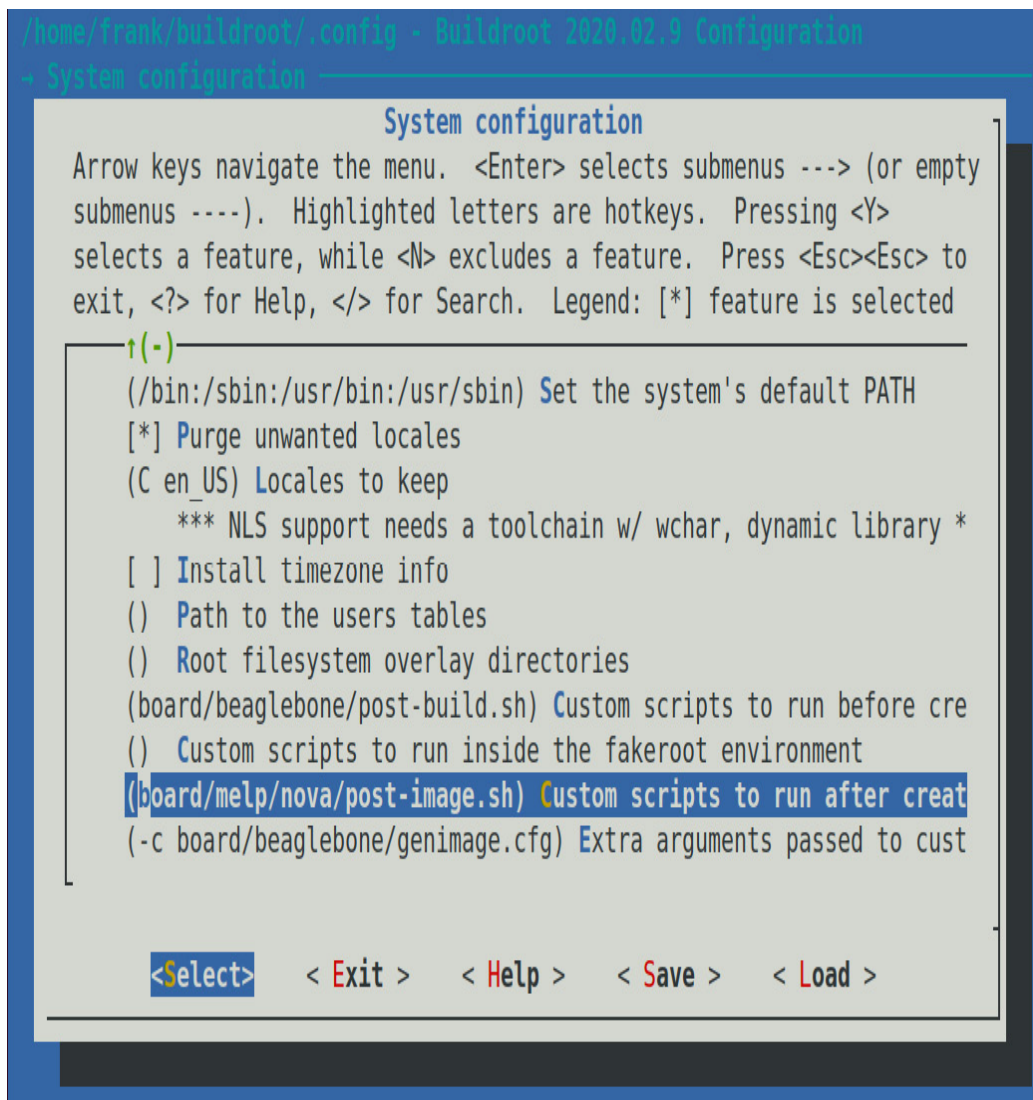 /home/frank/buildroot/.config - Buildroot 2020.02.9 Configuration
→ System configuration
System configuration
Arrow keys navigate the menu.  <Enter> selects submenus ---> (or empty
submenus ----).  Highlighted letters are hotkeys.  Pressing <Y>
selects a feature, while <N> excludes a feature.  Press <Esc><Esc> to
exit, <?> for Help, </> for Search.  Legend: [*] feature is selected
↑(-)
(/bin:/sbin:/usr/bin:/usr/sbin) Set the system's default PATH
[*] Purge unwanted locales
(C en_US) Locales to keep
*** NLS support needs a toolchain w/ wchar, dynamic library *
[ ] Install timezone info
()  Path to the users tables
()  Root filesystem overlay directories
(board/beaglebone/post-build.sh) Custom scripts to run before cre
()  Custom scripts to run inside the fakeroot environment
(board/melp/nova/post-image.sh) Custom scripts to run after creat
(-c board/beaglebone/genimage.cfg) Extra arguments passed to cust
<Select>    < Exit >    < Help >    < Save >    < Load >